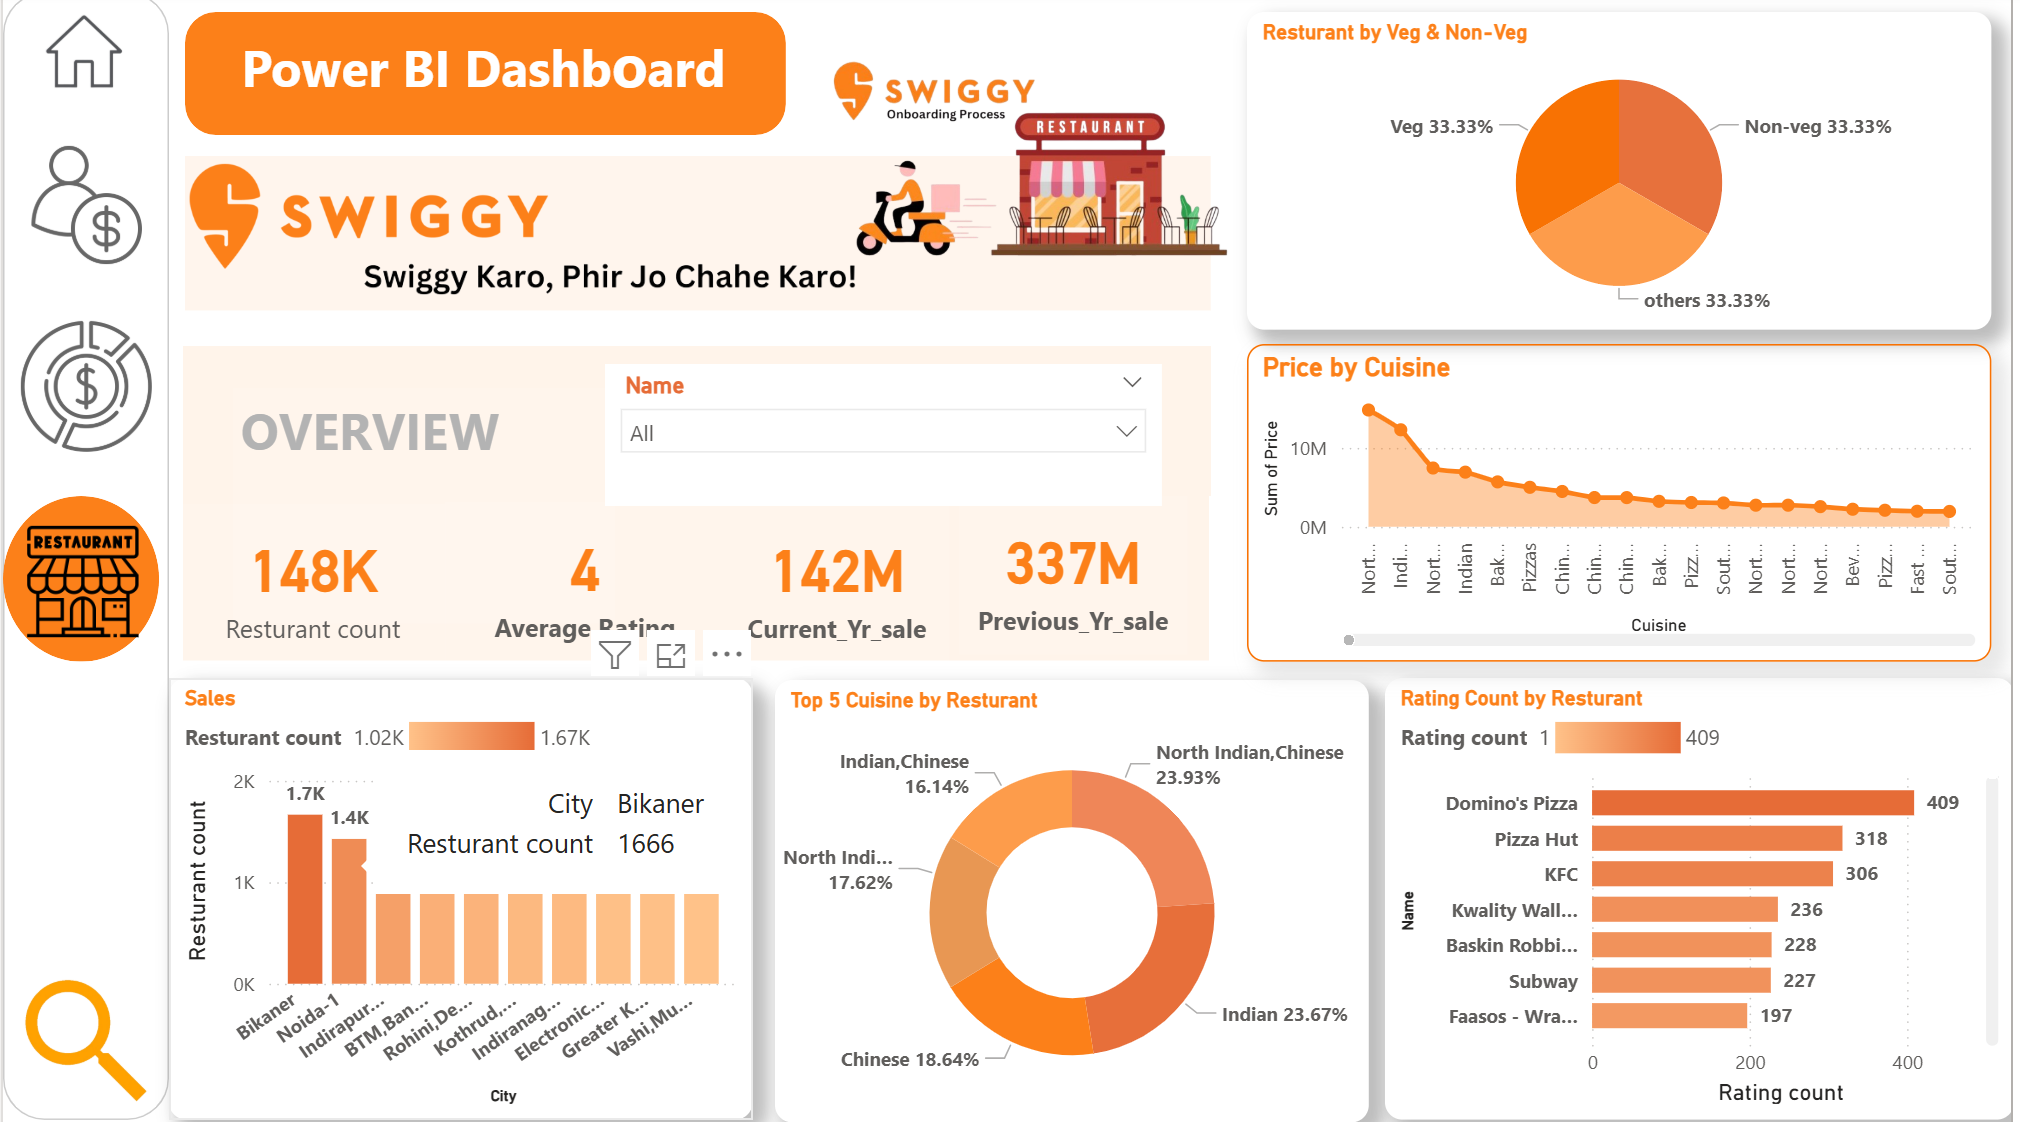 Power BI Dashboard
SWIGGY
Onboarding Process
RESTAURANT
SWIGGY
Swiggy Karo, Phir Jo Chahe Karo!
Resturant by Veg & Non-Veg
Veg 33.33%
Non-veg 33.33%
others 33.33%
RESTAURANT
OVERVIEW
Name
All
148K
Resturant count
4
Average Rating
142M
Current_Yr_sale
337M
Previous_Yr_sale
Price by Cuisine
Sum of Price
10M
0M
Nort...
Indi...
Nort...
Indian
Bak...
Pizzas
Chin...
Chin...
Chin...
Bak...
Pizz...
Sout...
Nort...
Nort...
Nort...
Bev...
Pizz...
Fast ...
Sout...
Cuisine
Sales
Resturant count 1.02K 1.67K
Resturant count
2K
1K
0K
1.7K
1.4K
City Bikaner
Resturant count 1666
Bikaner
Noida-1
Indirapur...
BTM,Ban...
Rohini,De...
Kothrud,...
Indiranag...
Electronic...
Greater K...
Vashi,Mu...
City
Top 5 Cuisine by Resturant
North Indian,Chinese
23.93%
Indian 23.67%
Chinese 18.64%
North Indi...
17.62%
Indian,Chinese
16.14%
Rating Count by Resturant
Rating count 1 409
Name
Domino's Pizza 409
Pizza Hut 318
KFC 306
Kwality Wall... 236
Baskin Robbi... 228
Subway 227
Faasos - Wra... 197
0 200 400
Rating count